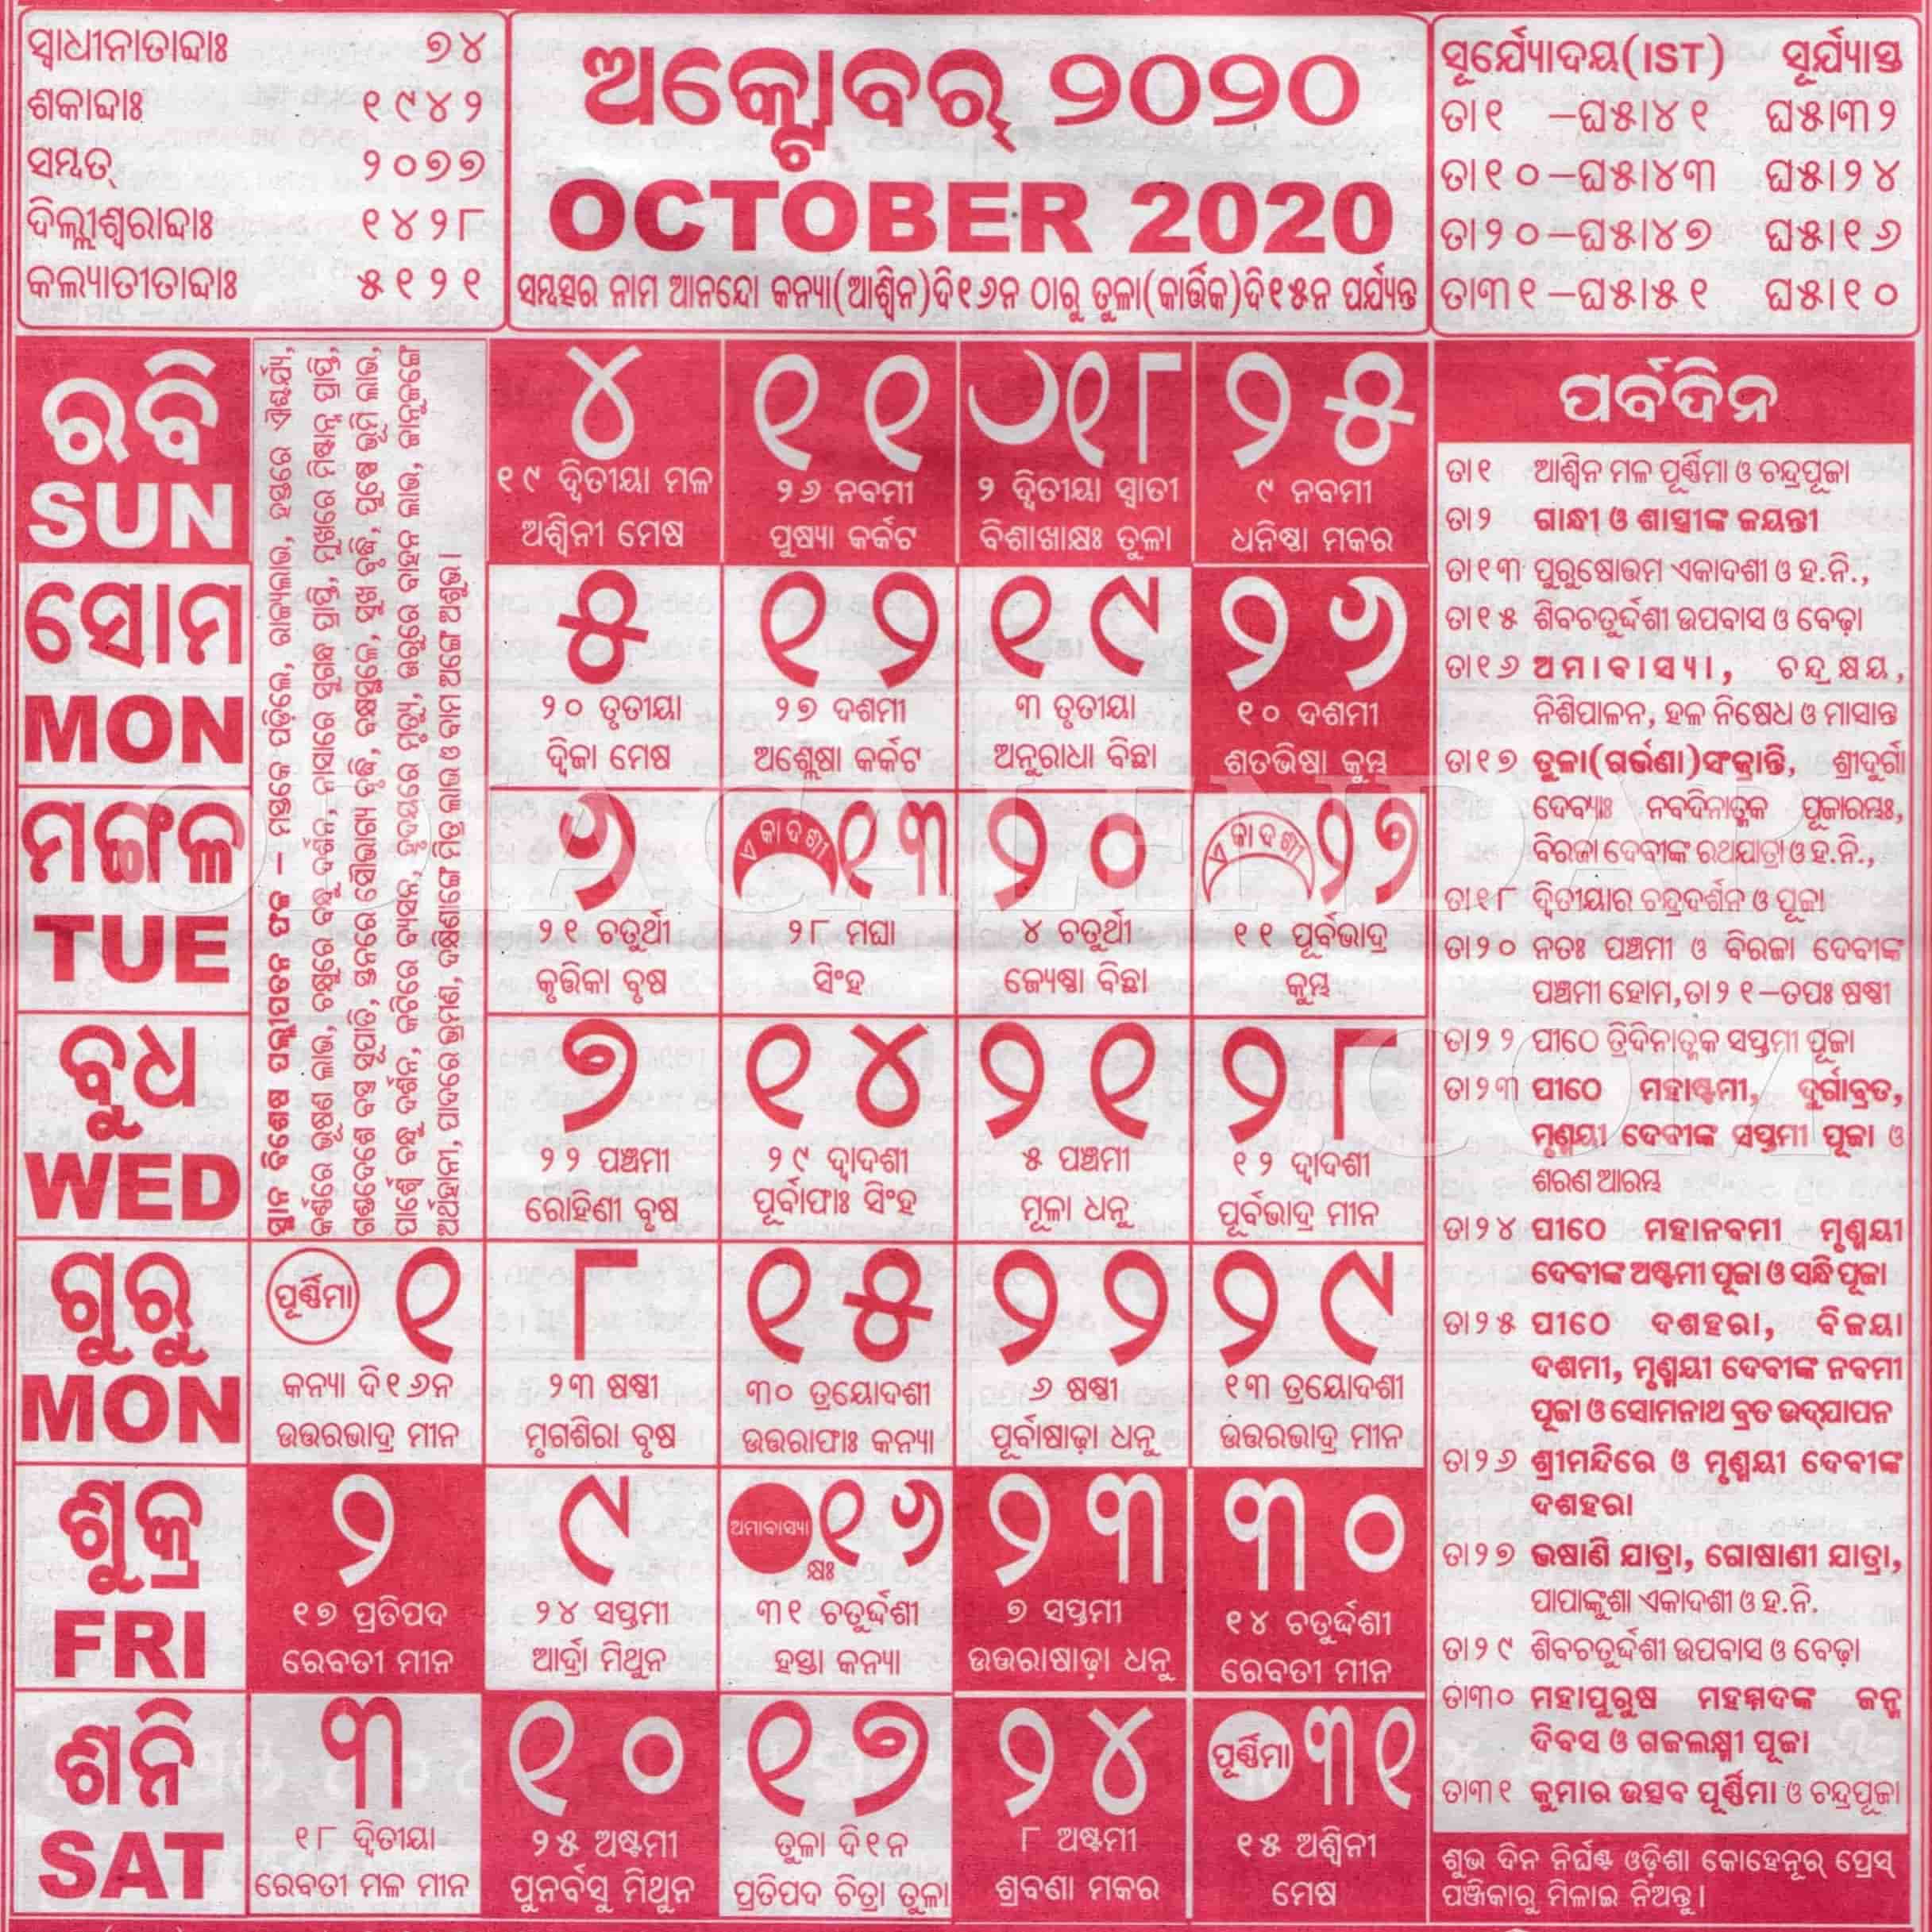 ସ୍ୱାଧୀନାତାବ୍ଦାଃ ୭୪
ଶକାବ୍ଦାଃ ୧୯୪୨
ସମ୍ବତ୍ ୨୦୭୭
ଦିଲ୍ଲୀଶ୍ୱରାବ୍ଦାଃ ୧୪୨୮
କଲ୍ୟାତୀତାବ୍ଦାଃ ୫୧୨୧
ଅକ୍ଟୋବର୍ ୨୦୨୦
OCTOBER 2020
ସମ୍ବତ୍ସର ନାମ ଆନନ୍ଦୋ କନ୍ୟା(ଆଶ୍ୱିନ)ଦି୧୬ନ ଠାରୁ ତୁଳା(କାର୍ତ୍ତିକ)ଦି୧୫ନ ପର୍ଯ୍ୟନ୍ତ
ସୂର୍ଯ୍ୟୋଦୟ(IST) ସୂର୍ଯ୍ୟାସ୍ତ
ତା୧ –ଘ୫।୪୧ ଘ୫।୩୨
ତା୧୦–ଘ୫।୪୩ ଘ୫।୨୪
ତା୨୦–ଘ୫।୪୭ ଘ୫।୧୬
ତା୩୧–ଘ୫।୫୧ ଘ୫।୧୦
ରବି
SUN
୪ ୧୧ ୧୮ ୨୫
୧୯ ଦ୍ୱିତୀୟା ମଳ ୨୬ ନବମୀ ୨ ଦ୍ୱିତୀୟା ସ୍ୱାତୀ ୯ ନବମୀ
ଅଶ୍ୱିନୀ ମେଷ ପୁଷ୍ୟା କର୍କଟ ବିଶାଖାକ୍ଷଃ ତୁଳା ଧନିଷ୍ଠା ମକର
ସୋମ
MON
୫ ୧୨ ୧୯ ୨୬
୨୦ ତୃତୀୟା ୨୭ ଦଶମୀ ୩ ତୃତୀୟା ୧୦ ଦଶମୀ
ଦ୍ୱିଜା ମେଷ ଅଶ୍ଳେଷା କର୍କଟ ଅନୁରାଧା ବିଛା ଶତଭିଷା କୁମ୍ଭ
ମଙ୍ଗଳ
TUE
୬ ଏକାଦଶୀ ୧୩ ୨୦ ଏକାଦଶୀ ୨୭
୨୧ ଚତୁର୍ଥୀ ୨୮ ମଘା ୪ ଚତୁର୍ଥୀ ୧୧ ପୂର୍ବଭାଦ୍ର
କୃତ୍ତିକା ବୃଷ ସିଂହ ଜ୍ୟେଷ୍ଠା ବିଛା କୁମ୍ଭ
ବୁଧ
WED
୭ ୧୪ ୨୧ ୨୮
୨୨ ପଞ୍ଚମୀ ୨୯ ଦ୍ୱାଦଶୀ ୫ ପଞ୍ଚମୀ ୧୨ ଦ୍ୱାଦଶୀ
ରୋହିଣୀ ବୃଷ ପୂର୍ବାଫାଃ ସିଂହ ମୂଳା ଧନୁ ପୂର୍ବଭାଦ୍ର ମୀନ
ଗୁରୁ
MON
ପୂର୍ଣ୍ଣିମା ୧ ୮ ୧୫ ୨୨ ୨୯
କନ୍ୟା ଦି୧୬ନ ୨୩ ଷଷ୍ଠୀ ୩୦ ତ୍ରୟୋଦଶୀ ୬ ଷଷ୍ଠୀ ୧୩ ତ୍ରୟୋଦଶୀ
ଉତ୍ତରଭାଦ୍ର ମୀନ ମୃଗଶିରା ବୃଷ ଉତ୍ତରାଫାଃ କନ୍ୟା ପୂର୍ବାଷାଢ଼ା ଧନୁ ଉତ୍ତରଭାଦ୍ର ମୀନ
ଶୁକ୍ର
FRI
୨ ୯ ଅମାବାସ୍ୟା ୧୬ ୨୩ ୩୦
କ୍ଷଃ
୧୭ ପ୍ରତିପଦ ୨୪ ସପ୍ତମୀ ୩୧ ଚତୁର୍ଦ୍ଦଶୀ ୭ ସପ୍ତମୀ ୧୪ ଚତୁର୍ଦ୍ଦଶୀ
ରେବତୀ ମୀନ ଆର୍ଦ୍ରା ମିଥୁନ ହସ୍ତା କନ୍ୟା ଉତ୍ତରାଷାଢ଼ା ଧନୁ ରେବତୀ ମୀନ
ଶନି
SAT
୩ ୧୦ ୧୭ ୨୪ ପୂର୍ଣ୍ଣିମା ୩୧
୧୮ ଦ୍ୱିତୀୟା ୨୫ ଅଷ୍ଟମୀ ତୁଳା ଦି୧ନ ୮ ଅଷ୍ଟମୀ ୧୫ ଅଶ୍ୱିନୀ
ରେବତୀ ମଳ ମୀନ ପୁନର୍ବସୁ ମିଥୁନ ପ୍ରତିପଦ ଚିତ୍ରା ତୁଳା ଶ୍ରବଣା ମକର ମେଷ
ପର୍ବଦିନ
ତା୧ ଆଶ୍ୱିନ ମଳ ପୂର୍ଣ୍ଣିମା ଓ ଚନ୍ଦ୍ରପୂଜା
ତା୨ ଗାନ୍ଧୀ ଓ ଶାସ୍ତ୍ରୀଙ୍କ ଜୟନ୍ତୀ
ତା୧୩ ପୁରୁଷୋତ୍ତମ ଏକାଦଶୀ ଓ ହ.ନି.,
ତା୧୫ ଶିବଚତୁର୍ଦ୍ଦଶୀ ଉପବାସ ଓ ବେଢ଼ା
ତା୧୬ ଅମାବାସ୍ୟା, ଚନ୍ଦ୍ରକ୍ଷୟ,
ନିଶିପାଳନ, ହଳ ନିଷେଧ ଓ ମାସାନ୍ତ
ତା୧୭ ତୁଳା(ଗର୍ଭଣା)ସଂକ୍ରାନ୍ତି, ଶ୍ରୀଦୁର୍ଗା
ଦେବ୍ୟାଃ ନବଦିନାତ୍ମକ ପୂଜାରମ୍ଭଃ,
ବିରଜା ଦେବୀଙ୍କ ରଥଯାତ୍ରା ଓ ହ.ନି.,
ତା୧୮ ଦ୍ୱିତୀୟାର ଚନ୍ଦ୍ରଦର୍ଶନ ଓ ପୂଜା
ତା୨୦ ନତଃ ପଞ୍ଚମୀ ଓ ବିରଜା ଦେବୀଙ୍କ
ପଞ୍ଚମୀ ହୋମ,ତା୨୧–ତପଃ ଷଷ୍ଠୀ
ତା୨୨ ପୀଠେ ତ୍ରିଦିନାତ୍ମକ ସପ୍ତମୀ ପୂଜା
ତା୨୩ ପୀଠେ ମହାଷ୍ଟମୀ, ଦୁର୍ଗାବ୍ରତ,
ମୃଣ୍ମୟୀ ଦେବୀଙ୍କ ସପ୍ତମୀ ପୂଜା ଓ
ଶରଣ ଆରମ୍ଭ
ତା୨୪ ପୀଠେ ମହାନବମୀ ମୃଣ୍ମୟୀ
ଦେବୀଙ୍କ ଅଷ୍ଟମୀ ପୂଜା ଓ ସନ୍ଧିପୂଜା
ତା୨୫ ପୀଠେ ଦଶହରା, ବିଜୟା
ଦଶମୀ, ମୃଣ୍ମୟୀ ଦେବୀଙ୍କ ନବମୀ
ପୂଜା ଓ ସୋମନାଥ ବ୍ରତ ଉଦ୍‌ଯାପନ
ତା୨୬ ଶ୍ରୀମନ୍ଦିରେ ଓ ମୃଣ୍ମୟୀ ଦେବୀଙ୍କ
ଦଶହରା
ତା୨୭ ଭଷାଣି ଯାତ୍ରା, ଗୋଷାଣୀ ଯାତ୍ରା,
ପାପାଙ୍କୁଶା ଏକାଦଶୀ ଓ ହ.ନି.
ତା୨୯ ଶିବଚତୁର୍ଦ୍ଦଶୀ ଉପବାସ ଓ ବେଢ଼ା
ତା୩୦ ମହାପୁରୁଷ ମହମ୍ମଦଙ୍କ ଜନ୍ମ
ଦିବସ ଓ ଗଜଲକ୍ଷ୍ମୀ ପୂଜା
ତା୩୧ କୁମାର ଉତ୍ସବ ପୂର୍ଣ୍ଣିମା ଓ ଚନ୍ଦ୍ରପୂଜା
ଶୁଭ ଦିନ ନିର୍ଘଣ୍ଟ ଓଡ଼ିଶା କୋହେନୂର୍ ପ୍ରେସ୍
ପଞ୍ଜିକାରୁ ମିଳାଇ ନିଅନ୍ତୁ।